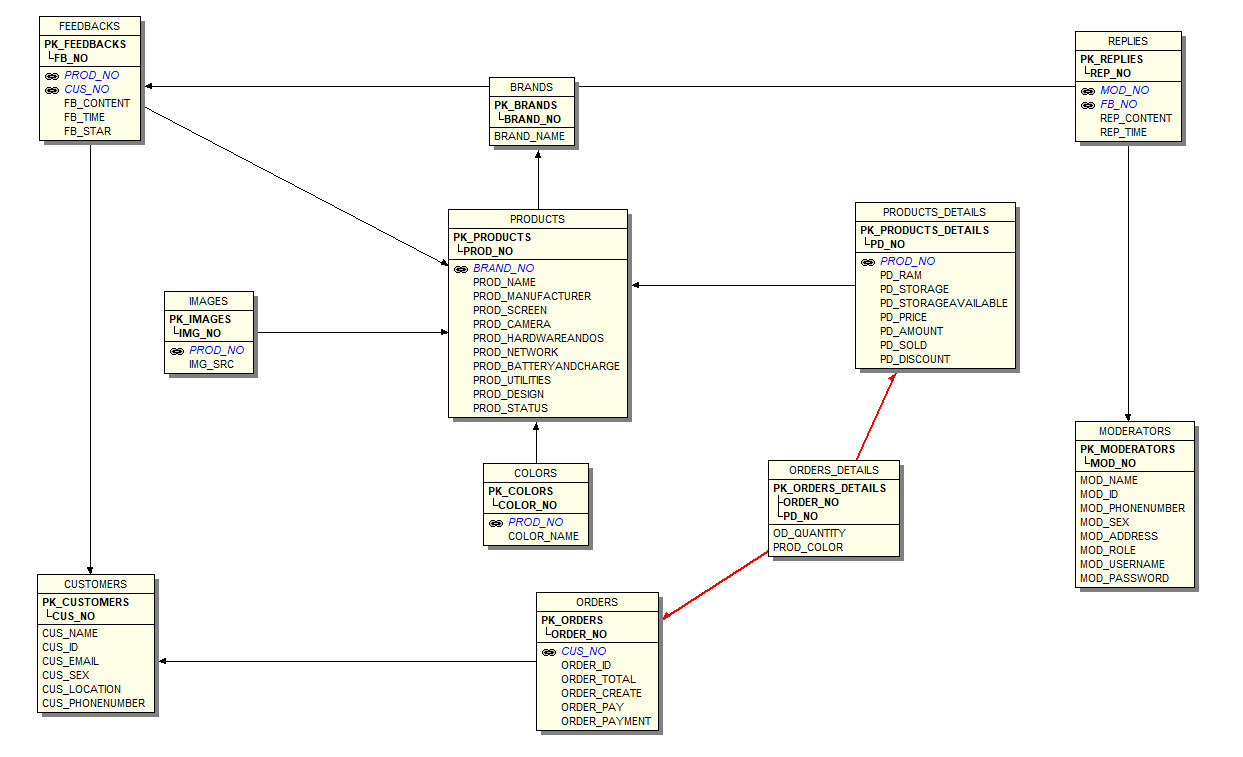 FEEDBACKS
PK_FEEDBACKS
FB_NO
PROD_NO
CUS_NO
FB_CONTENT
FB_TIME
FB_STAR
BRANDS
PK_BRANDS
BRAND_NO
BRAND_NAME
REPLIES
PK_REPLIES
REP_NO
MOD_NO
FB_NO
REP_CONTENT
REP_TIME
PRODUCTS
PK_PRODUCTS
PROD_NO
BRAND_NO
PROD_NAME
PROD_MANUFACTURER
PROD_SCREEN
PROD_CAMERA
PROD_HARDWAREANDOS
PROD_NETWORK
PROD_BATTERYANDCHARGE
PROD_UTILITIES
PROD_DESIGN
PROD_STATUS
PRODUCTS_DETAILS
PK_PRODUCTS_DETAILS
PD_NO
PROD_NO
PD_RAM
PD_STORAGE
PD_STORAGEAVAILABLE
PD_PRICE
PD_AMOUNT
PD_SOLD
PD_DISCOUNT
IMAGES
PK_IMAGES
IMG_NO
PROD_NO
IMG_SRC
COLORS
PK_COLORS
COLOR_NO
PROD_NO
COLOR_NAME
ORDERS_DETAILS
PK_ORDERS_DETAILS
ORDER_NO
PD_NO
OD_QUANTITY
PROD_COLOR
MODERATORS
PK_MODERATORS
MOD_NO
MOD_NAME
MOD_ID
MOD_PHONENUMBER
MOD_SEX
MOD_ADDRESS
MOD_ROLE
MOD_USERNAME
MOD_PASSWORD
CUSTOMERS
PK_CUSTOMERS
CUS_NO
CUS_NAME
CUS_ID
CUS_EMAIL
CUS_SEX
CUS_LOCATION
CUS_PHONENUMBER
ORDERS
PK_ORDERS
ORDER_NO
CUS_NO
ORDER_ID
ORDER_TOTAL
ORDER_CREATE
ORDER_PAY
ORDER_PAYMENT